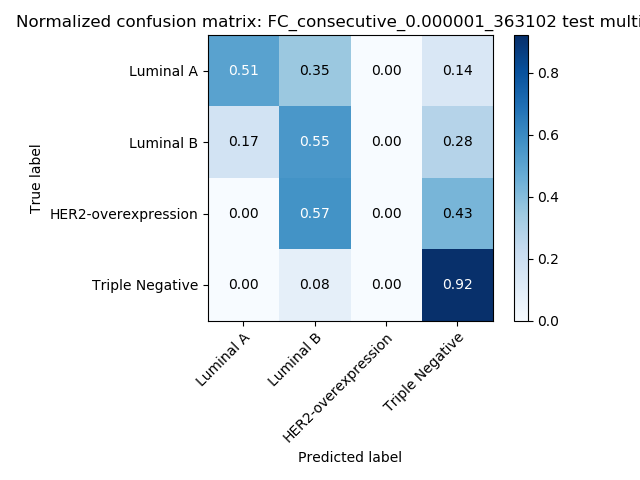 Normalized confusion matrix: FC_consecutive_0.000001_363102 test multi
True label
Luminal A 0.51 0.35 0.00 0.14
Luminal B 0.17 0.55 0.00 0.28
HER2-overexpression 0.00 0.57 0.00 0.43
Triple Negative 0.00 0.08 0.00 0.92
Luminal A
Luminal B
HER2-overexpression
Triple Negative
Predicted label
0.8
0.6
0.4
0.2
0.0